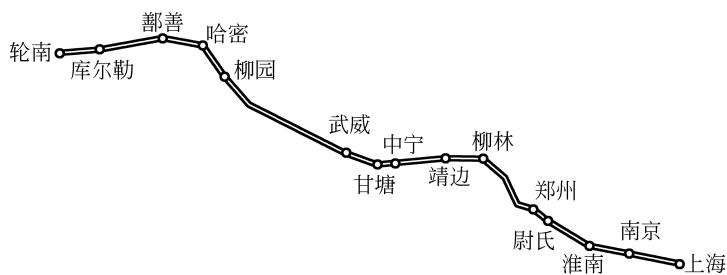 轮南
库尔勒
鄯善
哈密
柳园
武威
甘塘
中宁
靖边
柳林
郑州
尉氏
淮南
南京
上海